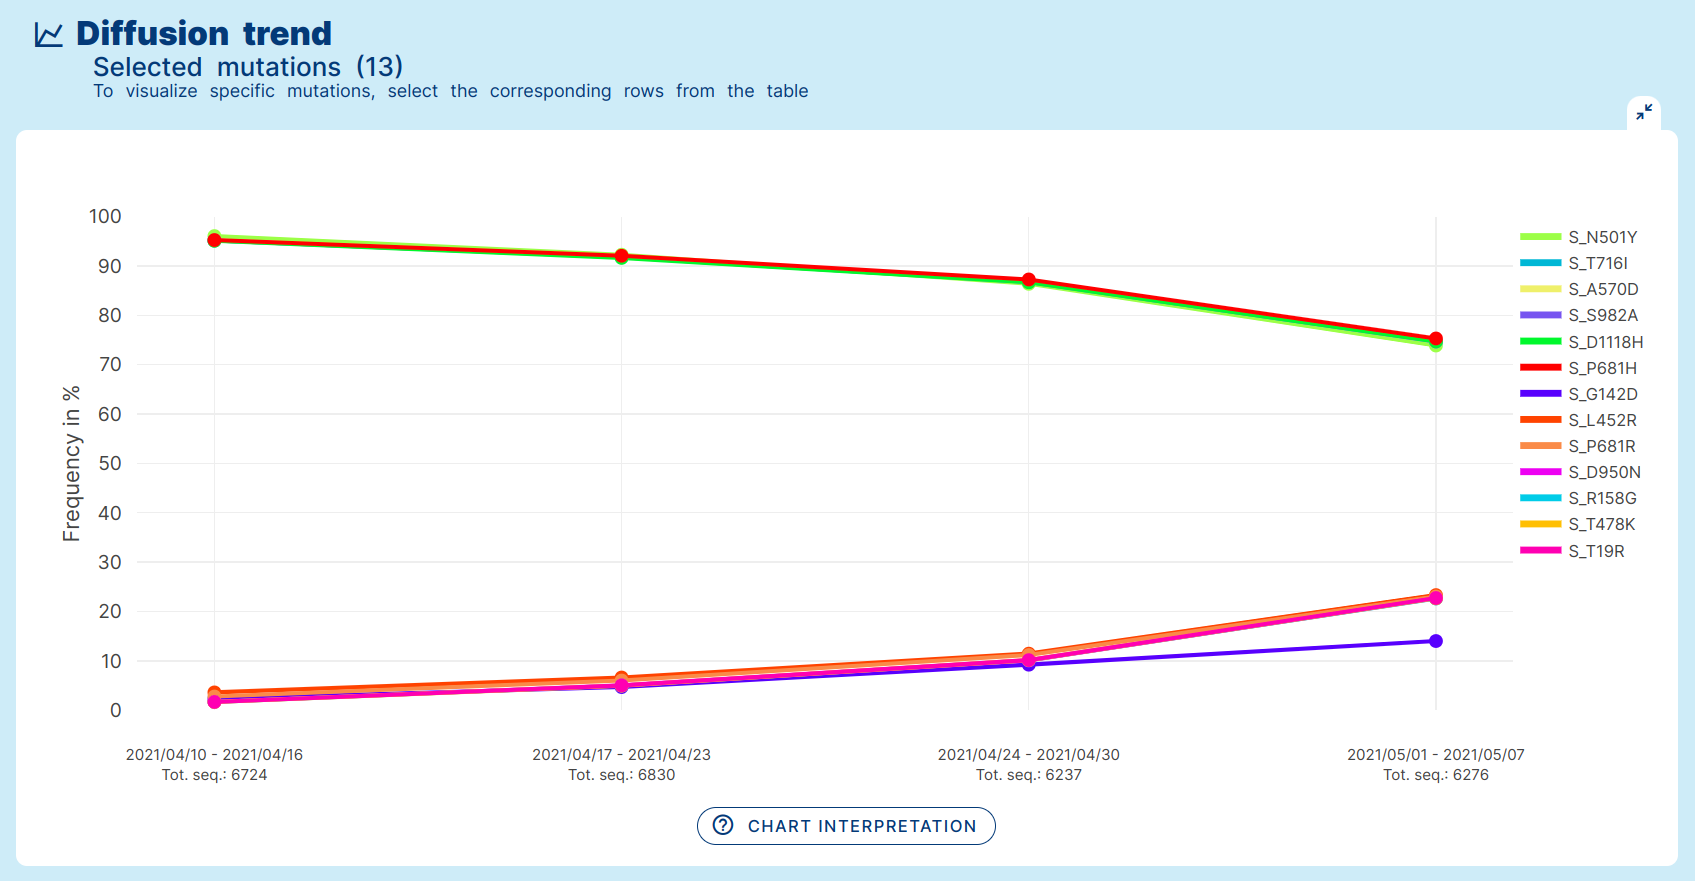 Diffusion trend
Selected mutations (13)
To visualize specific mutations, select the corresponding rows from the table
100
90
80
70
60
50
40
30
20
10
0
Frequency in %
2021/04/10 - 2021/04/16
Tot. seq.: 6724
2021/04/17 - 2021/04/23
Tot. seq.: 6830
2021/04/24 - 2021/04/30
Tot. seq.: 6237
2021/05/01 - 2021/05/07
Tot. seq.: 6276
S_N501Y
S_T716I
S_A570D
S_S982A
S_D1118H
S_P681H
S_G142D
S_L452R
S_P681R
S_D950N
S_R158G
S_T478K
S_T19R
CHART INTERPRETATION